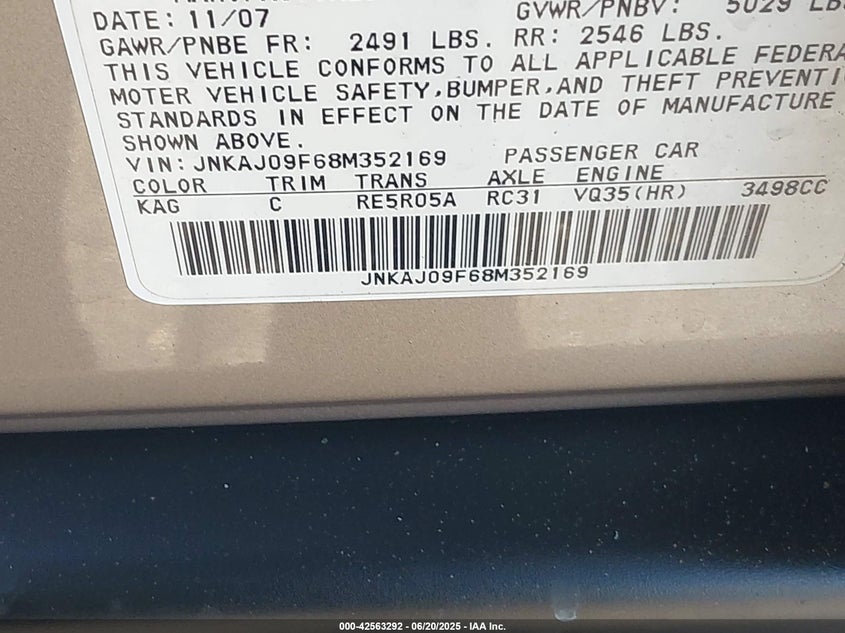 DATE: 11/07 GVWR/PNBV: 5029 LBS
GAWR/PNBE FR: 2491 LBS. RR: 2546 LBS.
THIS VEHICLE CONFORMS TO ALL APPLICABLE FEDERA
MOTER VEHICLE SAFETY,BUMPER,AND THEFT PREVENTI
STANDARDS IN EFFECT ON THE DATE OF MANUFACTURE
SHOWN ABOVE.
VIN:JNKAJ09F68M352169 PASSENGER CAR
COLOR TRIM TRANS AXLE ENGINE
KAG C RE5R05A RC31 VQ35(HR) 3498CC
JNKAJ09F68M352169
000-42563292 - 06/20/2025 - IAA Inc.